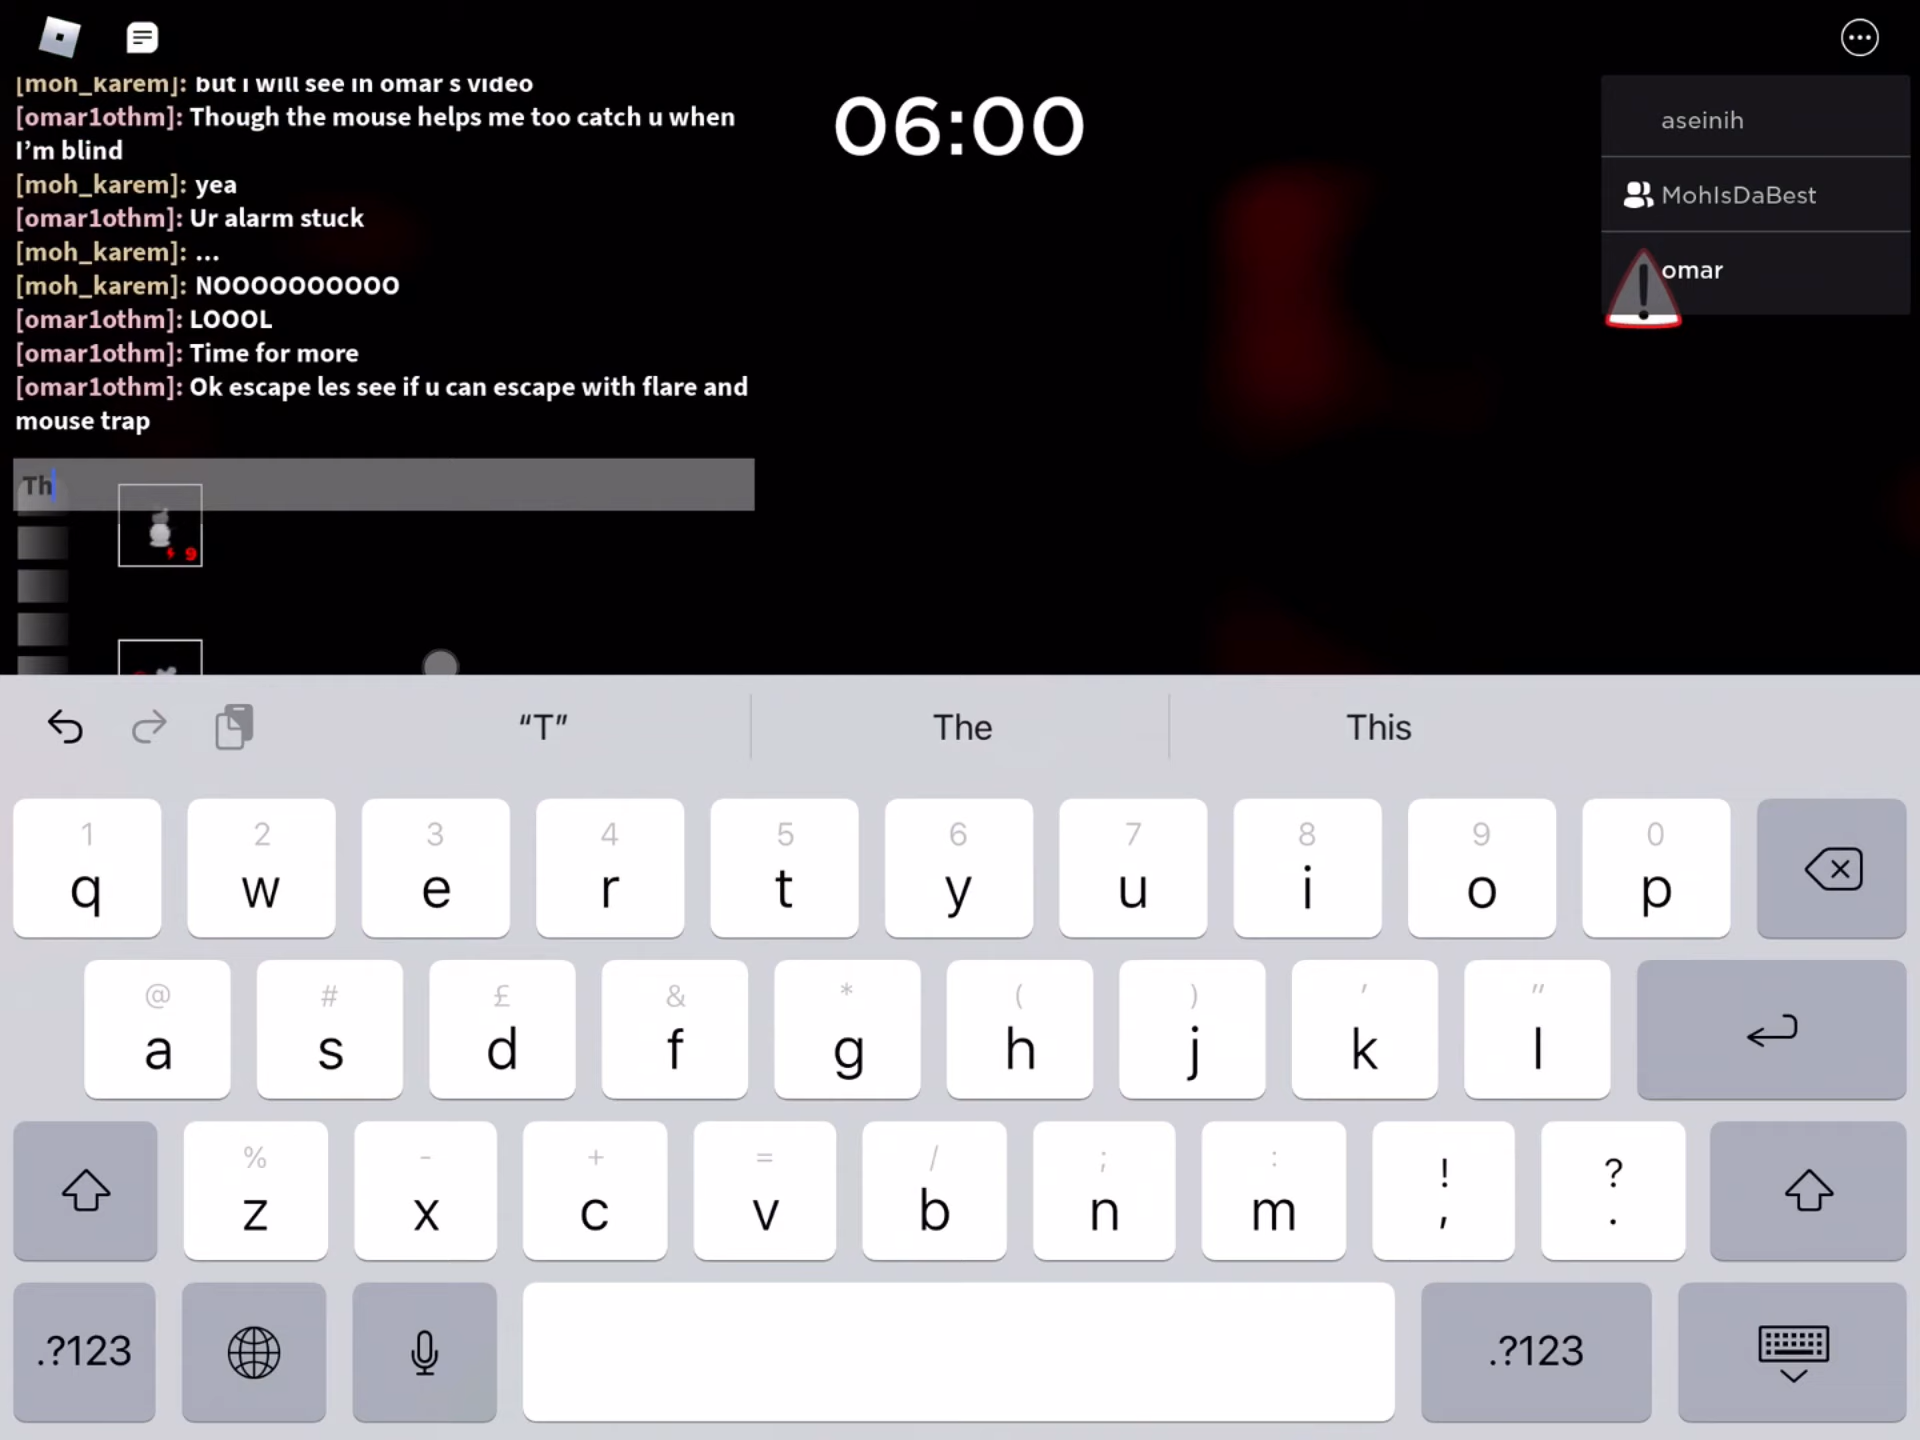 [moh_karem]: but i will see in omar s video
[omar1othm]: Though the mouse helps me too catch u when
I’m blind
[moh_karem]: yea
[omar1othm]: Ur alarm stuck
[moh_karem]: ...
[moh_karem]: NOOOOOOOOOO
[omar1othm]: LOOOL
[omar1othm]: Time for more
[omar1othm]: Ok escape les see if u can escape with flare and
mouse trap
Th
9
06:00
aseinih
MohIsDaBest
omar
“T” The This
1 2 3 4 5 6 7 8 9 0
q w e r t y u i o p
@ # £ & * ( ) ’ "
a s d f g h j k l
% - + = / ; : ! ?
z x c v b n m , .
.?123 .?123